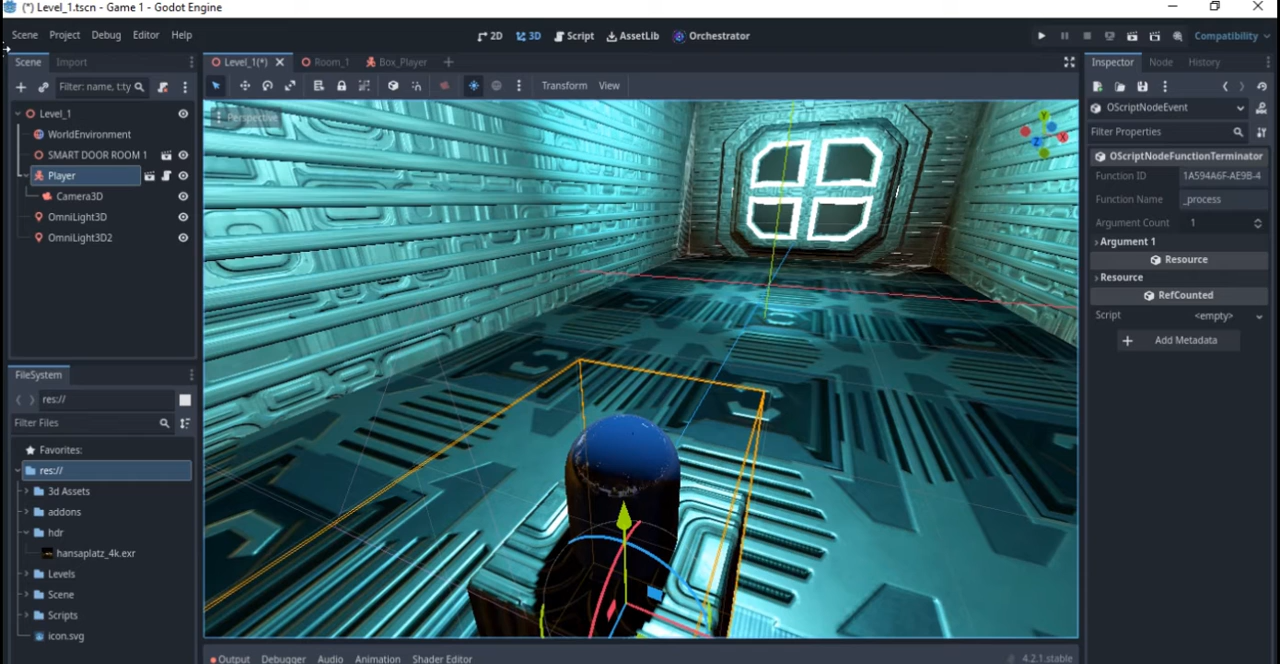 (*) Level_1.tscn - Game 1 - Godot Engine
Scene Project Debug Editor Help
2D 3D Script AssetLib Orchestrator
Compatibility
Scene Import
Level_1(*) Room_1 Box_Player
Inspector Node History
Filter: name, t:ty
Transform View
Level_1
WorldEnvironment
SMART DOOR ROOM 1
Player
Camera3D
OmniLight3D
OmniLight3D2
Perspective
Y
X
Z
OScriptNodeEvent
Filter Properties
OScriptNodeFunctionTerminator
Function ID 1A594A6F-AE9B-4
Function Name _process
Argument Count 1
Argument 1
Resource
Resource
RefCounted
Script <empty>
Add Metadata
FileSystem
res://
Filter Files
Favorites:
res://
3d Assets
addons
hdr
hansaplatz_4k.exr
Levels
Scene
Scripts
icon.svg
Output Debugger Audio Animation Shader Editor
4.2.1.stable